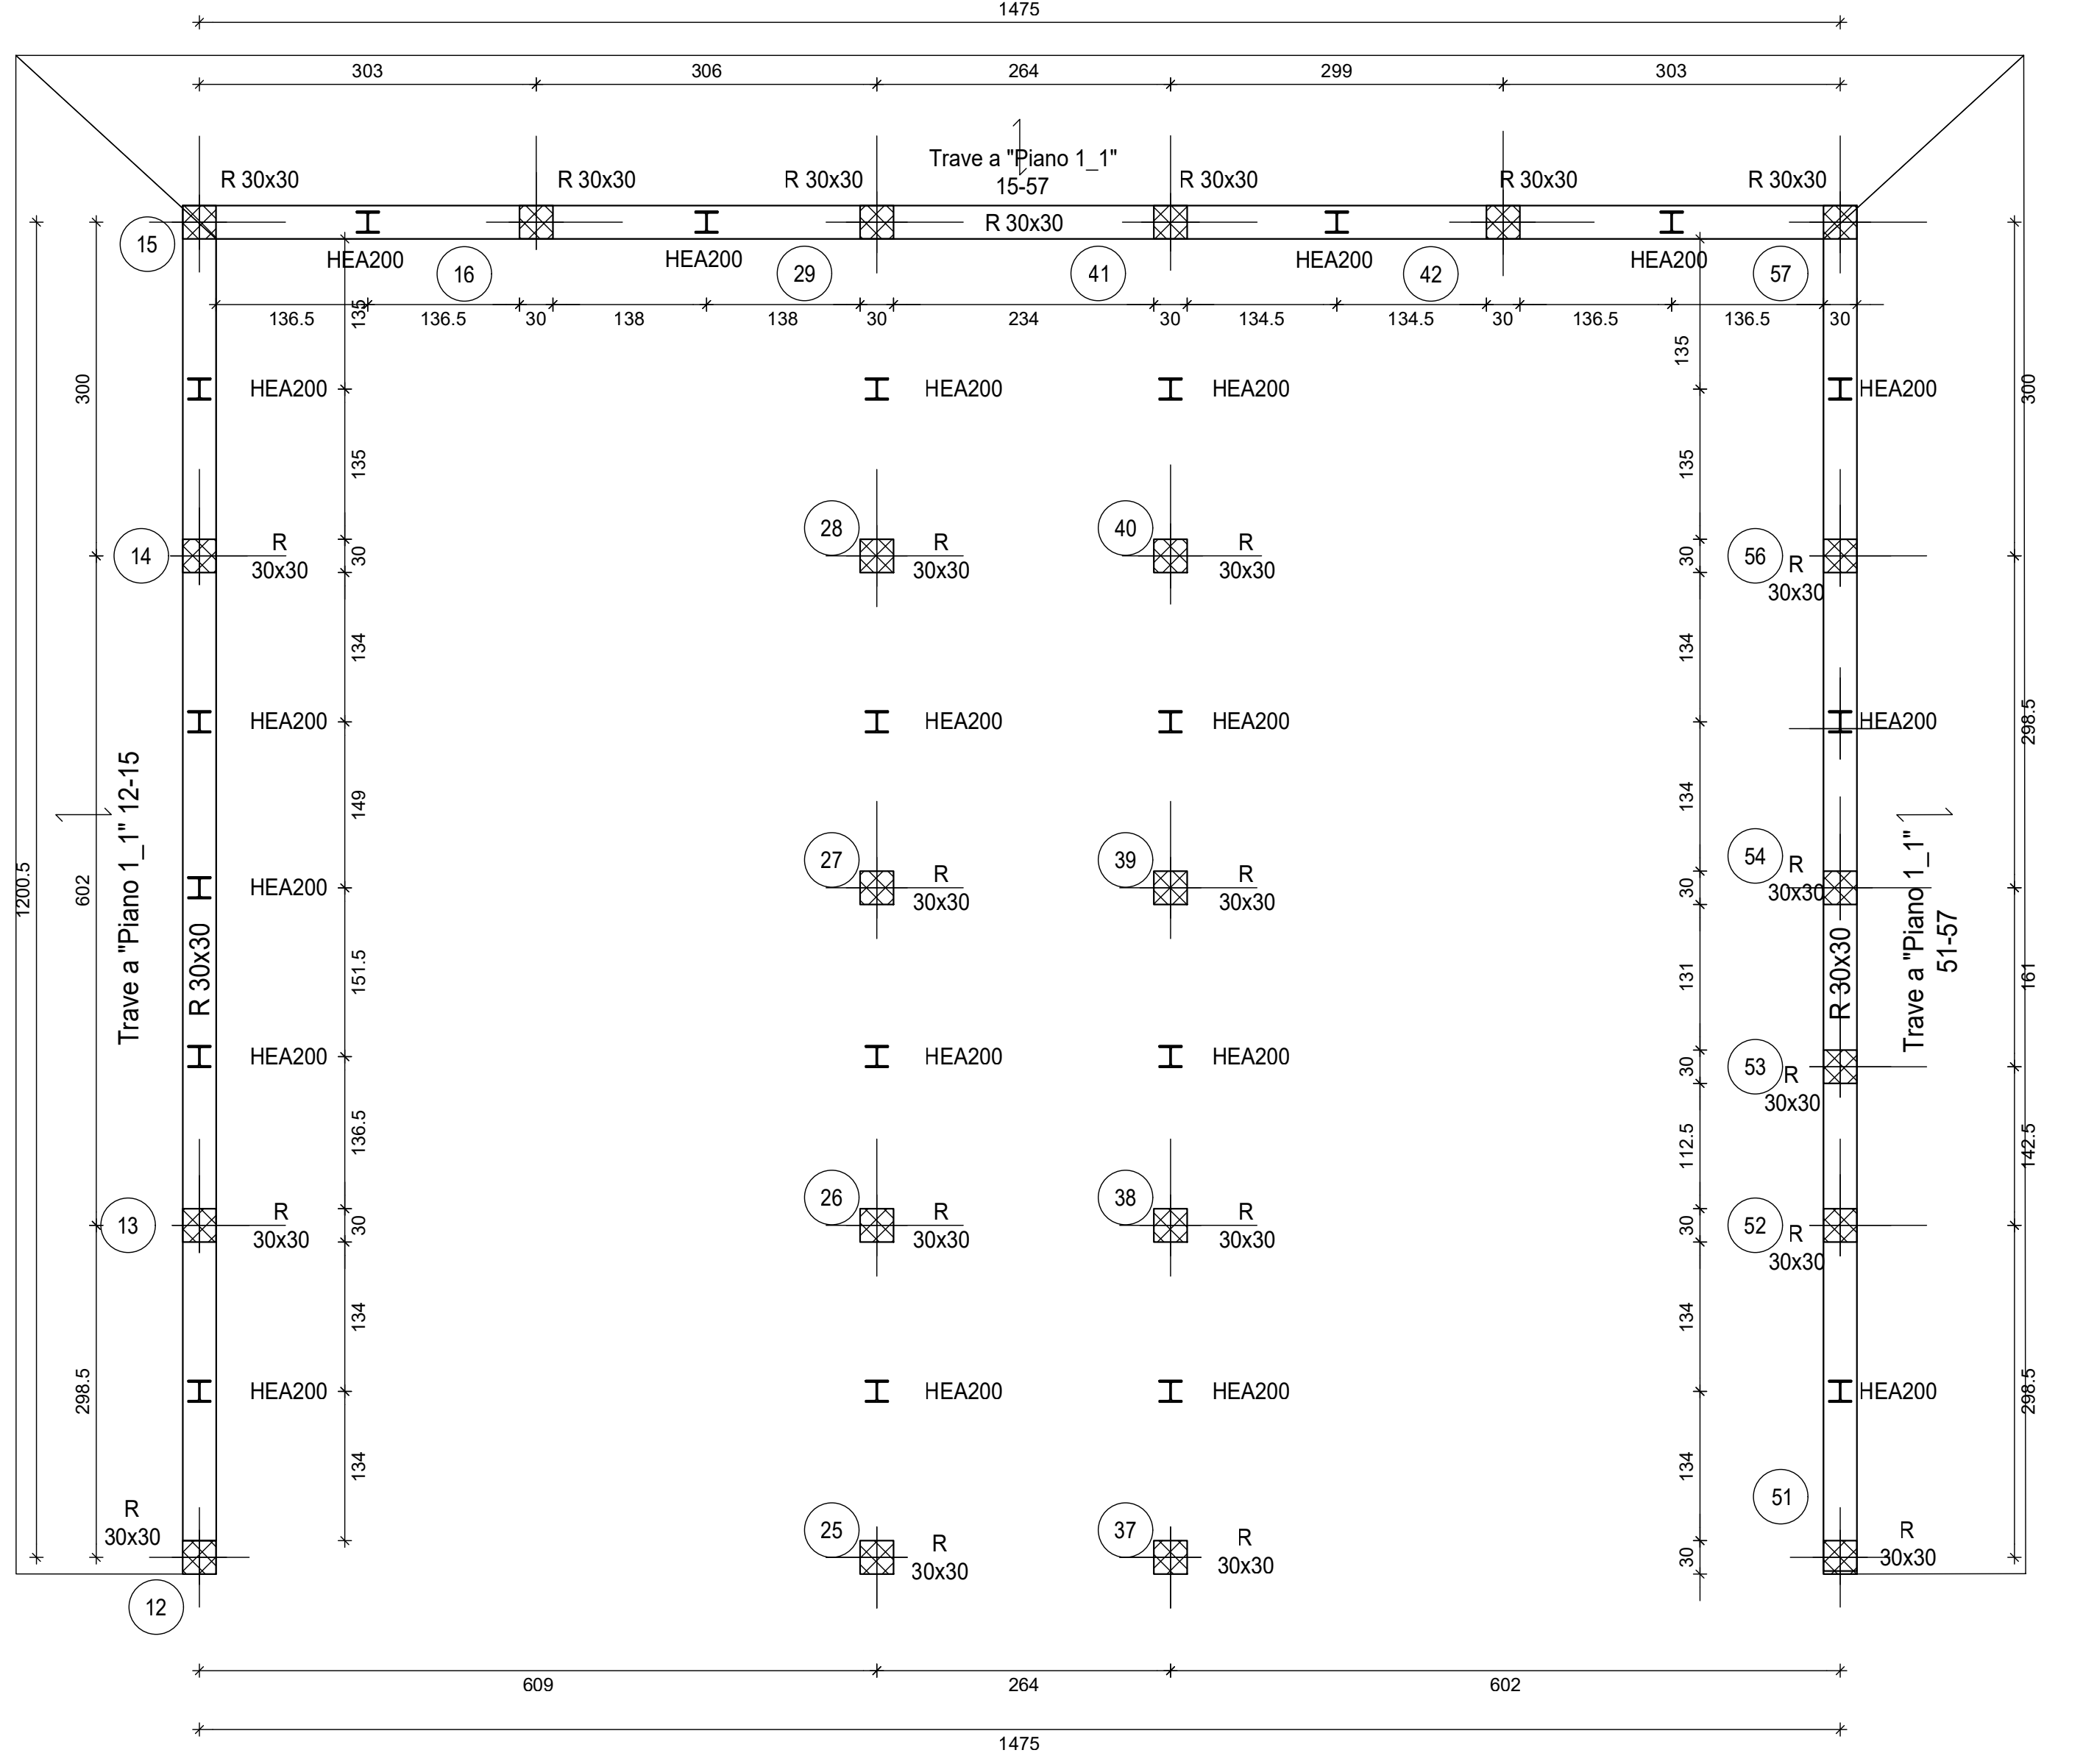 1475
303
306
264
299
303
Trave a "Piano 1_1"
15-57
R 30x30
R 30x30
R 30x30
R 30x30
R 30x30
R 30x30
R 30x30
15
HEA200
16
HEA200
29
41
HEA200
42
HEA200
57
136.5
136.5
30
138
138
30
234
30
134.5
134.5
30
136.5
136.5
30
135
135
300
HEA200
HEA200
HEA200
HEA200
300
135
135
14
R
30x30
30
28
R
30x30
40
R
30x30
30
56
R
30x30
134
134
HEA200
HEA200
HEA200
HEA200
298.5
149
134
Trave a "Piano 1_1" 12-15
1200.5
602
HEA200
R 30x30
27
R
30x30
39
R
30x30
30
54
R
30x30
R 30x30
Trave a "Piano 1_1"
51-57
151.5
131
161
HEA200
HEA200
HEA200
30
53
R
30x30
136.5
112.5
142.5
13
R
30x30
30
26
R
30x30
38
R
30x30
30
52
R
30x30
134
134
298.5
HEA200
HEA200
HEA200
HEA200
298.5
134
134
R
30x30
12
25
R
30x30
37
R
30x30
51
30
R
30x30
609
264
602
1475